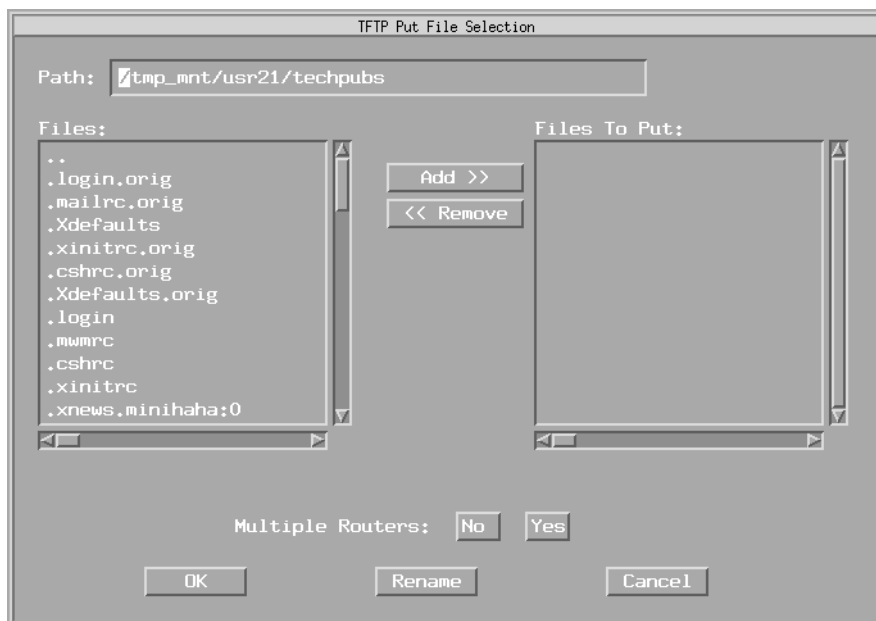 TFTP Put File Selection
Path: /tmp_mnt/usr21/techpubs
Files:
..
.login.orig
.mailrc.orig
.Xdefaults
.xinitrc.orig
.cshrc.orig
.Xdefaults.orig
.login
.mwmrc
.cshrc
.xinitrc
.xnews.minihaha:0
Add >>
<< Remove
Files To Put:
Multiple Routers: No Yes
OK Rename Cancel